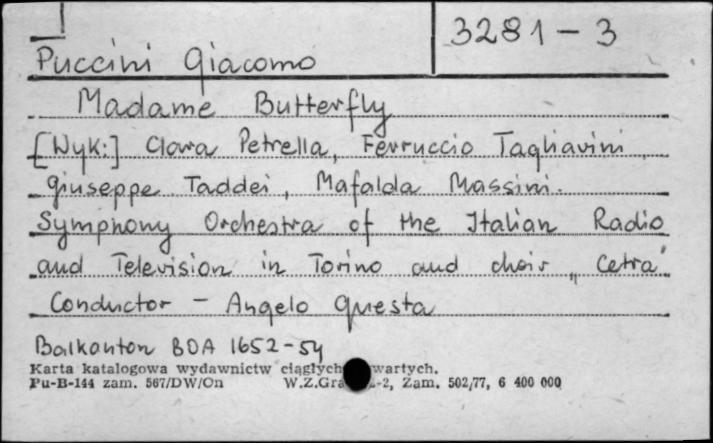 3281-3
Puccini Giacomo
Madame Butterfly
[Wyk:] Clara Petrella, Ferruccio Tagliavini,
Giuseppe Taddei, Mafalda Massini.
Symphony Orchestra of the Italian Radio
and Television in Torino and choir „Cetra"
Conductor - Angelo Questa
Balkanton BOA 1652-54
Karta katalogowa wydawnictw ciągłych wartych.
Pu-B-144 zam. 567/DW/On W.Z.Gra -2, Zam. 502/77, 6 400 000